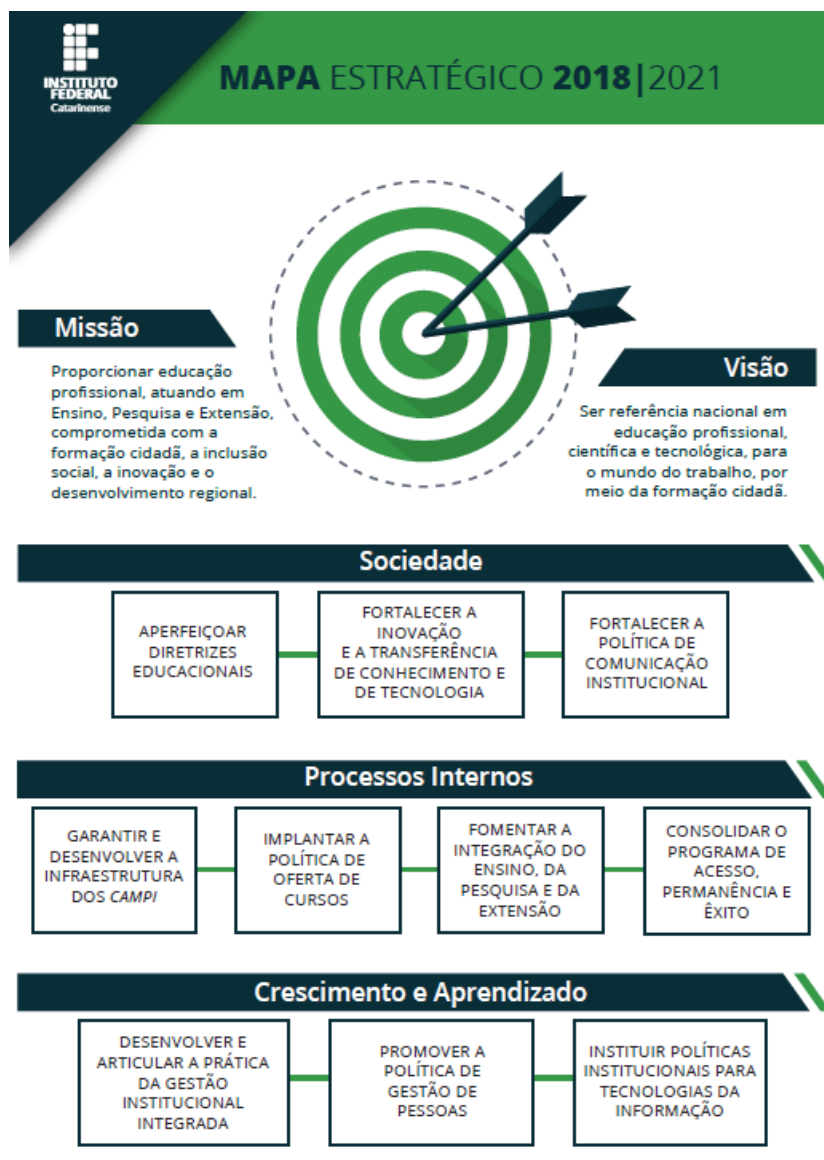 INSTITUTO
FEDERAL
Catarinense
MAPA ESTRATÉGICO 2018|2021
Missão
Proporcionar educação
profissional, atuando em
Ensino, Pesquisa e Extensão,
comprometida com a
formação cidadã, a inclusão
social, a inovação e o
desenvolvimento regional.
Visão
Ser referência nacional em
educação profissional,
científica e tecnológica, para
o mundo do trabalho, por
meio da formação cidadã.
Sociedade
APERFEIÇOAR
DIRETRIZES
EDUCACIONAIS
FORTALECER A
INOVAÇÃO
E A TRANSFERÊNCIA
DE CONHECIMENTO E
DE TECNOLOGIA
FORTALECER A
POLÍTICA DE
COMUNICAÇÃO
INSTITUCIONAL
Processos Internos
GARANTIR E
DESENVOLVER A
INFRAESTRUTURA
DOS CAMPI
IMPLANTAR A
POLÍTICA DE
OFERTA DE
CURSOS
FOMENTAR A
INTEGRAÇÃO DO
ENSINO, DA
PESQUISA E DA
EXTENSÃO
CONSOLIDAR O
PROGRAMA DE
ACESSO,
PERMANÊNCIA E
ÊXITO
Crescimento e Aprendizado
DESENVOLVER E
ARTICULAR A PRÁTICA
DA GESTÃO
INSTITUCIONAL
INTEGRADA
PROMOVER A
POLÍTICA DE
GESTÃO DE
PESSOAS
INSTITUIR POLÍTICAS
INSTITUCIONAIS PARA
TECNOLOGIAS DA
INFORMAÇÃO